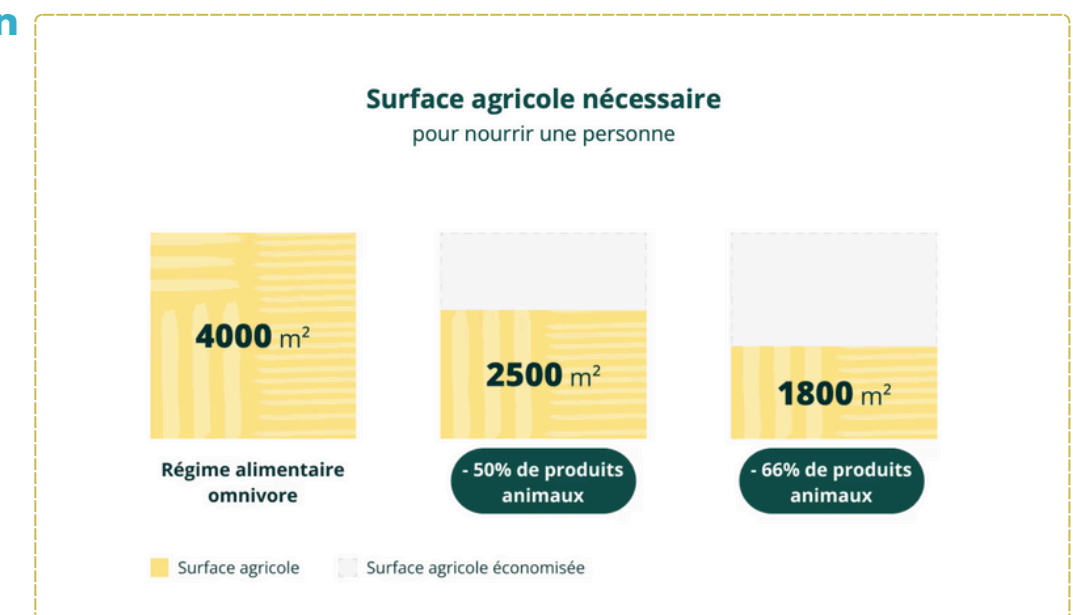 n
Surface agricole nécessaire
pour nourrir une personne
4000 m²
2500 m²
1800 m²
Régime alimentaire
omnivore
- 50% de produits
animaux
- 66% de produits
animaux
Surface agricole
Surface agricole économisée